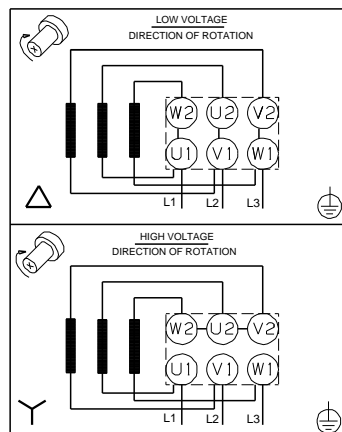 LOW VOLTAGE
DIRECTION OF ROTATION
W2 U2 V2
U1 V1 W1
L1 L2 L3
HIGH VOLTAGE
DIRECTION OF ROTATION
W2 U2 V2
U1 V1 W1
L1 L2 L3